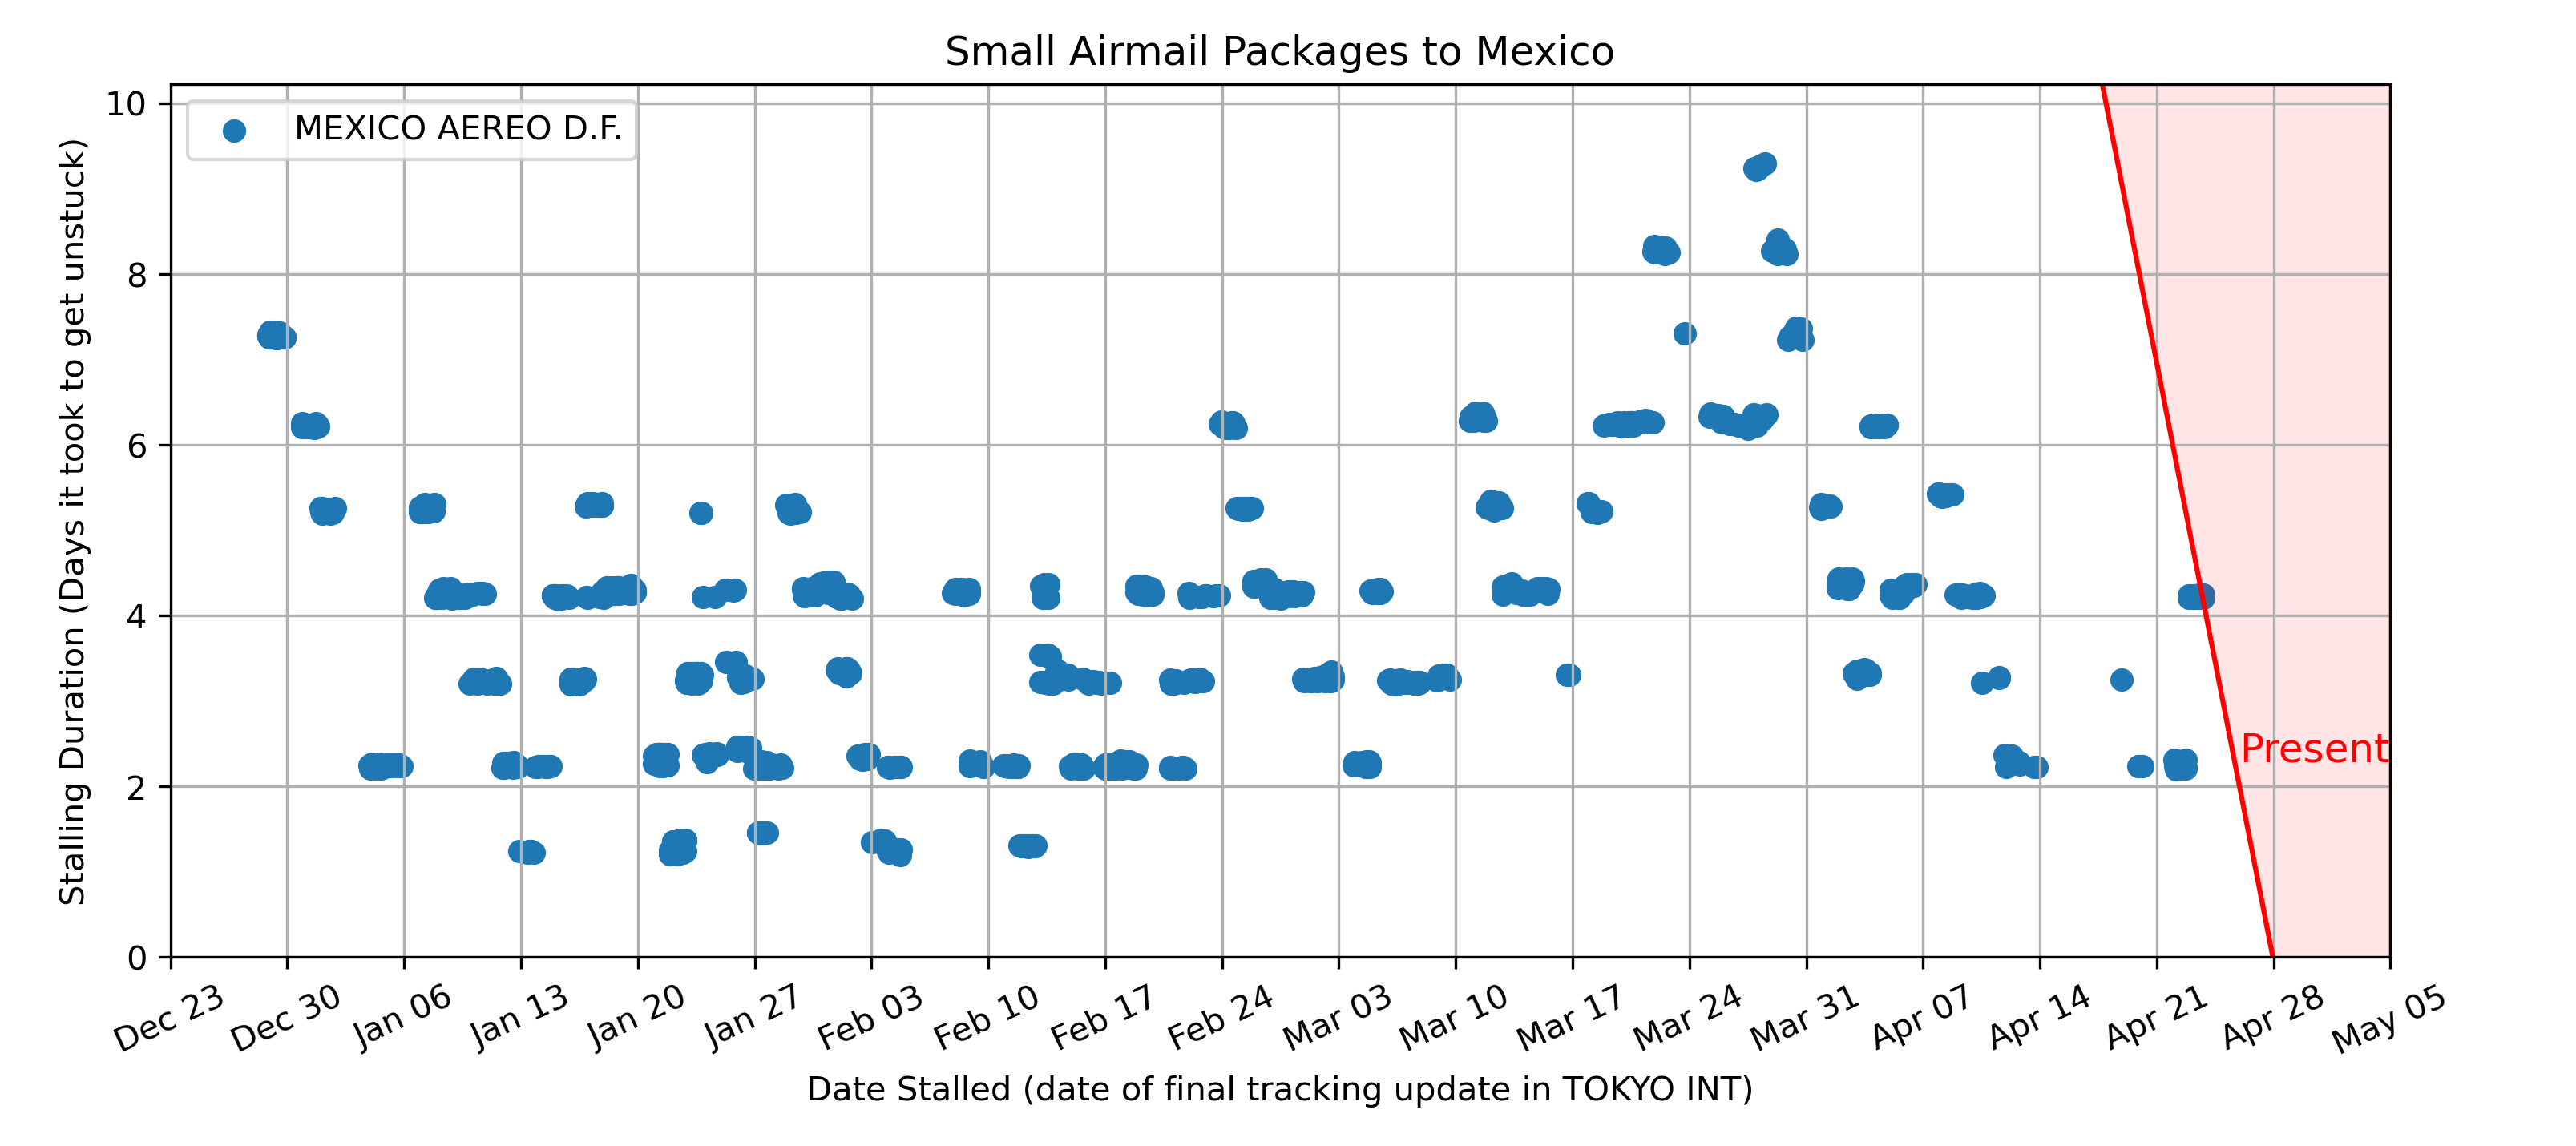 Small Airmail Packages to Mexico
MEXICO AEREO D.F.
Stalling Duration (Days it took to get unstuck)
10
8
6
4
2
0
Present
Dec 23
Dec 30
Jan 06
Jan 13
Jan 20
Jan 27
Feb 03
Feb 10
Feb 17
Feb 24
Mar 03
Mar 10
Mar 17
Mar 24
Mar 31
Apr 07
Apr 14
Apr 21
Apr 28
May 05
Date Stalled (date of final tracking update in TOKYO INT)